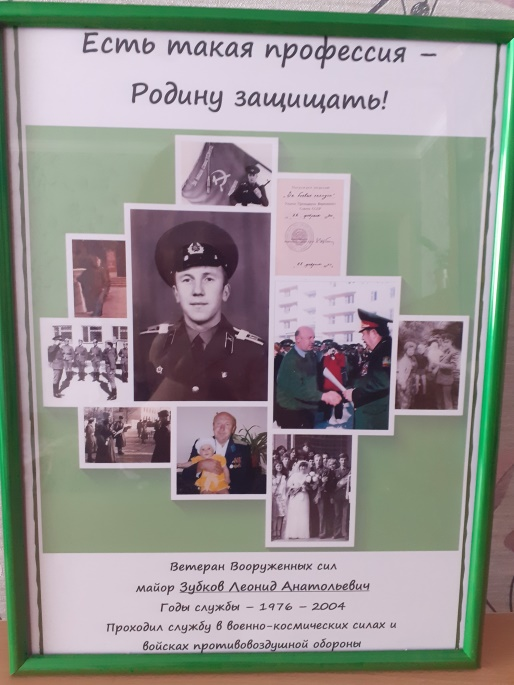 Есть такая профессия –
Родину защищать!
Ветеран Вооруженных сил
майор Зубков Леонид Анатольевич
Годы службы – 1976 – 2004
Проходил службу в военно-космических силах и
войсках противовоздушной обороны